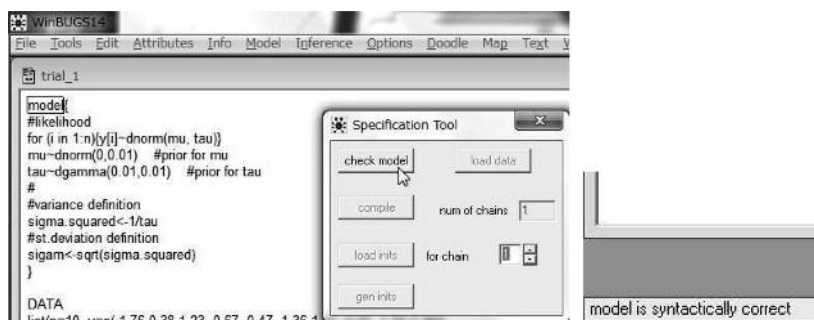 WinBUGS14
File Tools Edit Attributes Info Model Inference Options Doodle Map Text
trial_1
model{
#likelihood
for (i in 1:n){y[i]~dnorm(mu, tau)}
mu~dnorm(0,0.01) #prior for mu
tau~dgamma(0.01,0.01) #prior for tau
#
#variance definition
sigma.squared<-1/tau
#st.deviation definition
sigam<-sqrt(sigma.squared)
}
DATA
Specification Tool
check model load data
compile num of chains 1
load inits for chain 1
gen inits
model is syntactically correct